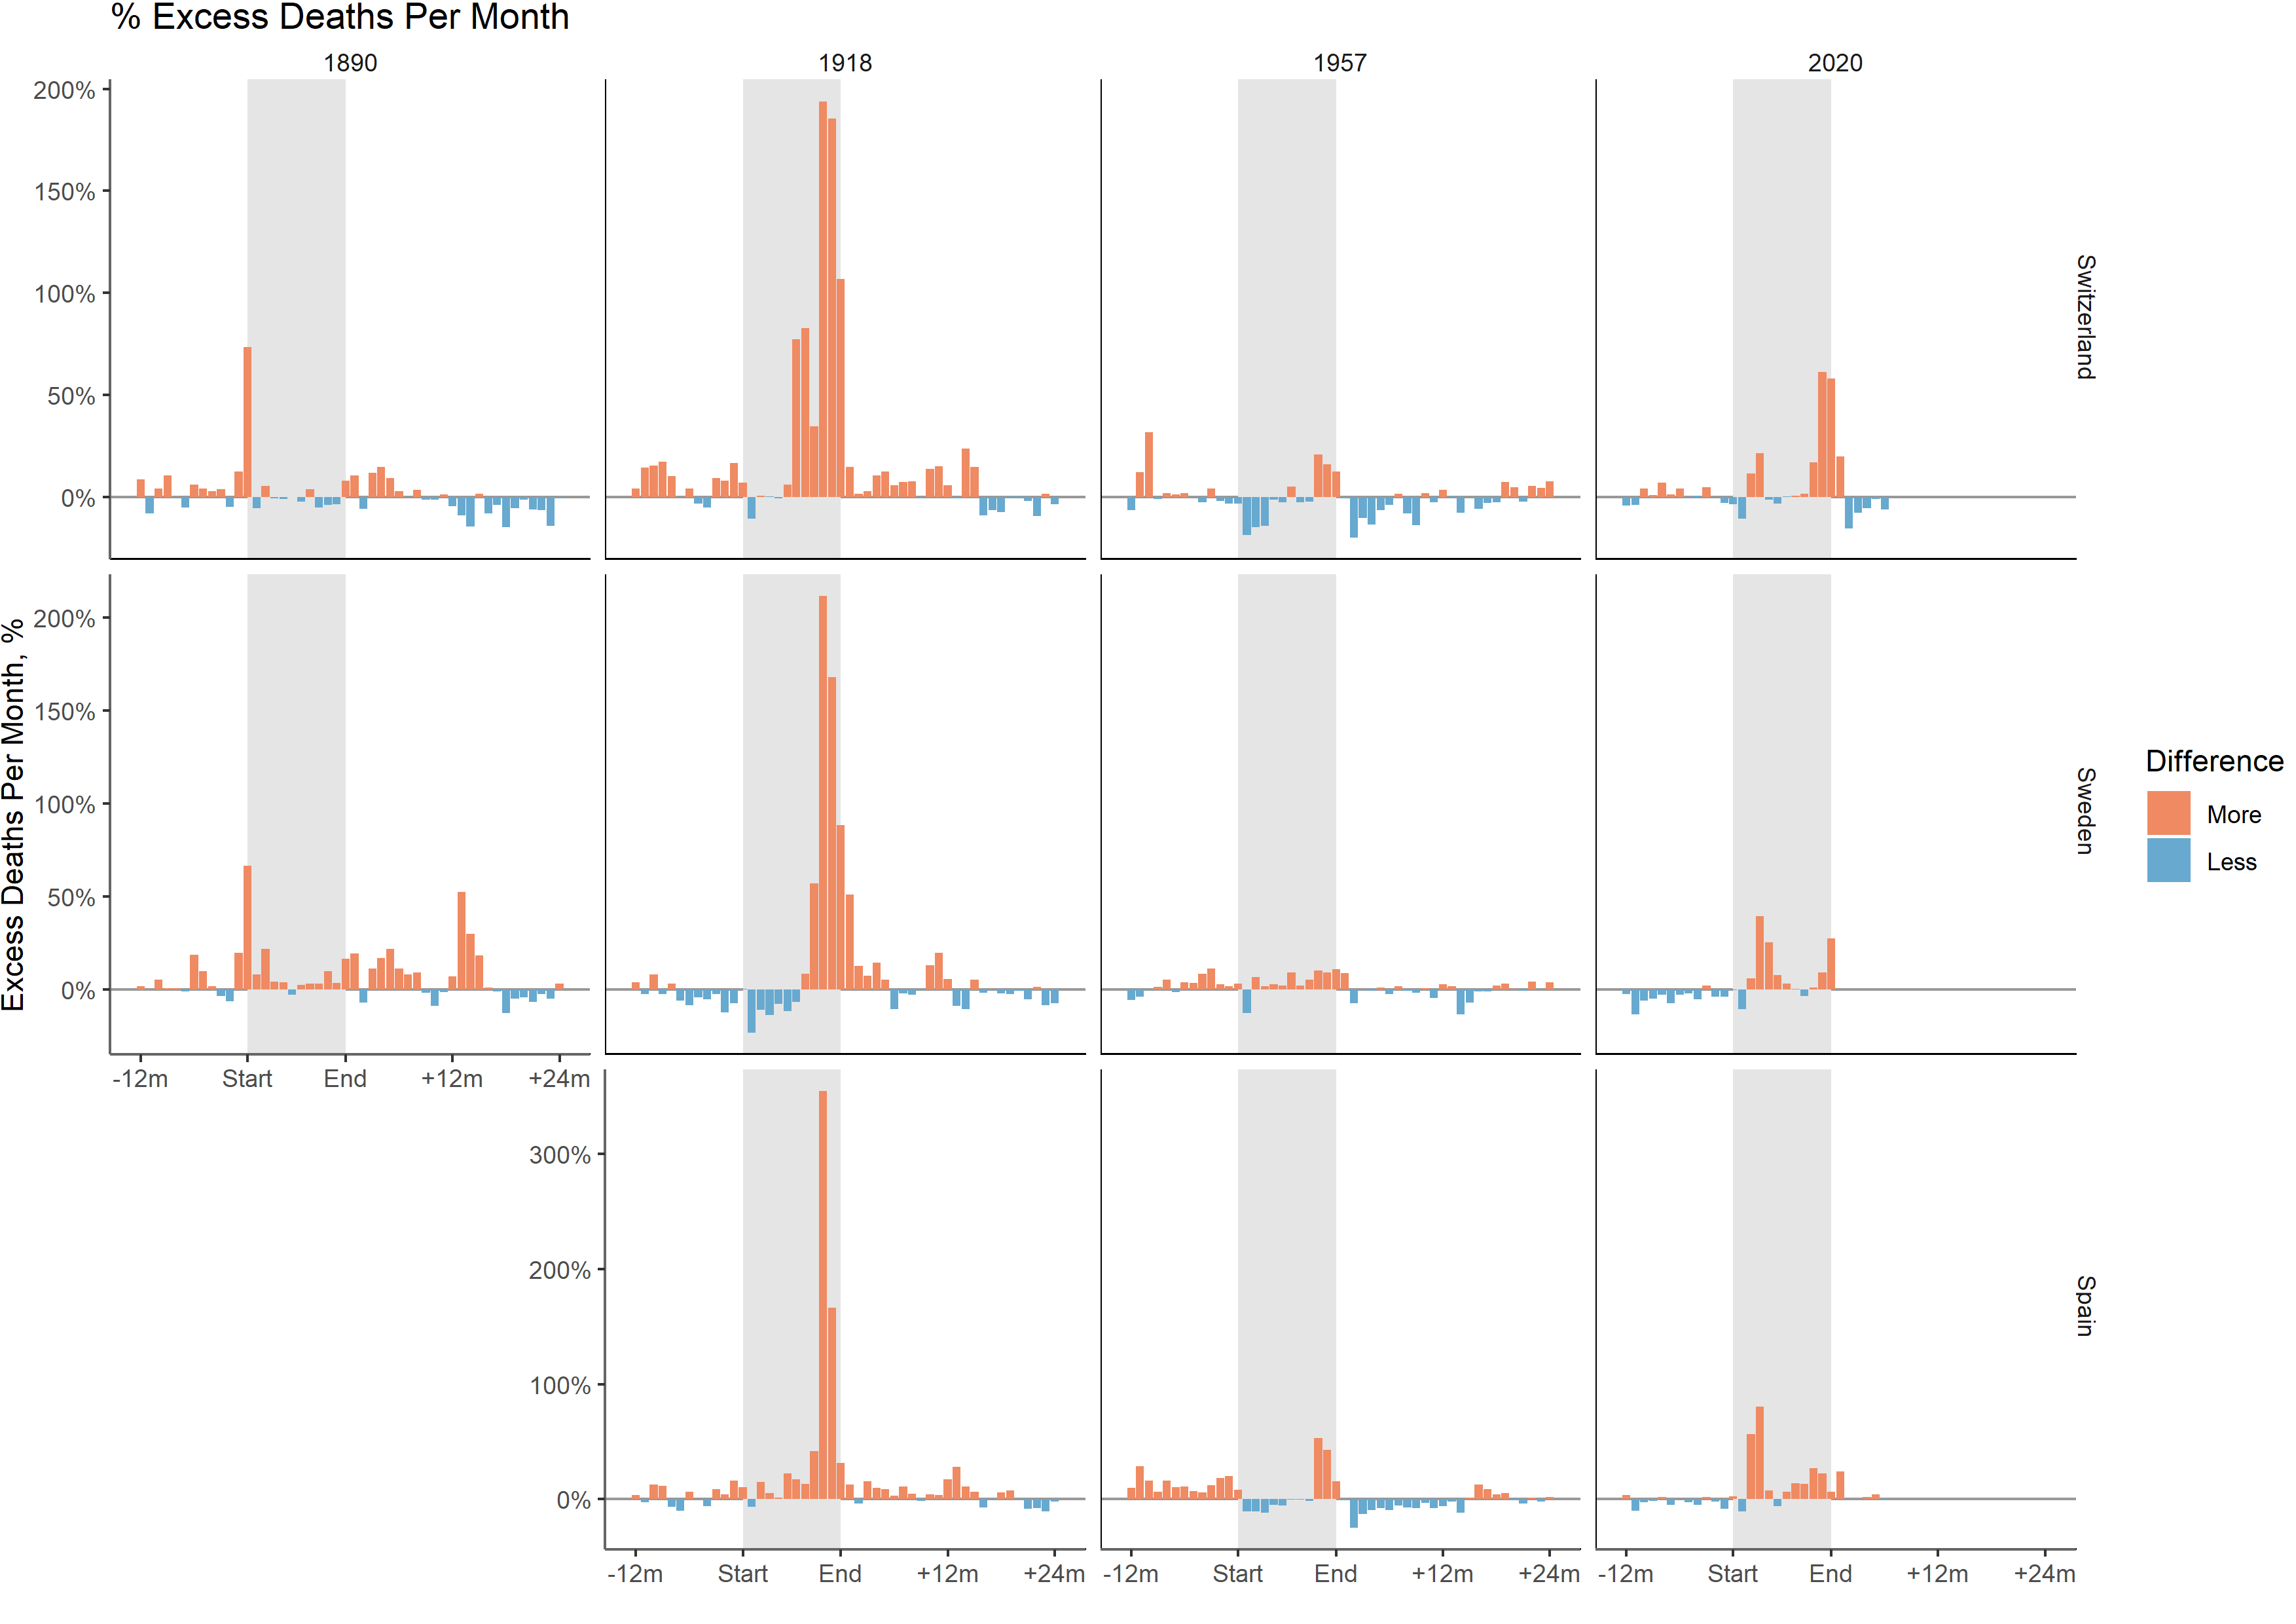 % Excess Deaths Per Month
1890 1918 1957 2020
200%
150%
100%
50%
0%
Switzerland
Excess Deaths Per Month, %
200%
150%
100%
50%
0%
Sweden
-12m Start End +12m +24m
Difference
More
Less
300%
200%
100%
0%
Spain
-12m Start End +12m +24m -12m Start End +12m +24m -12m Start End +12m +24m